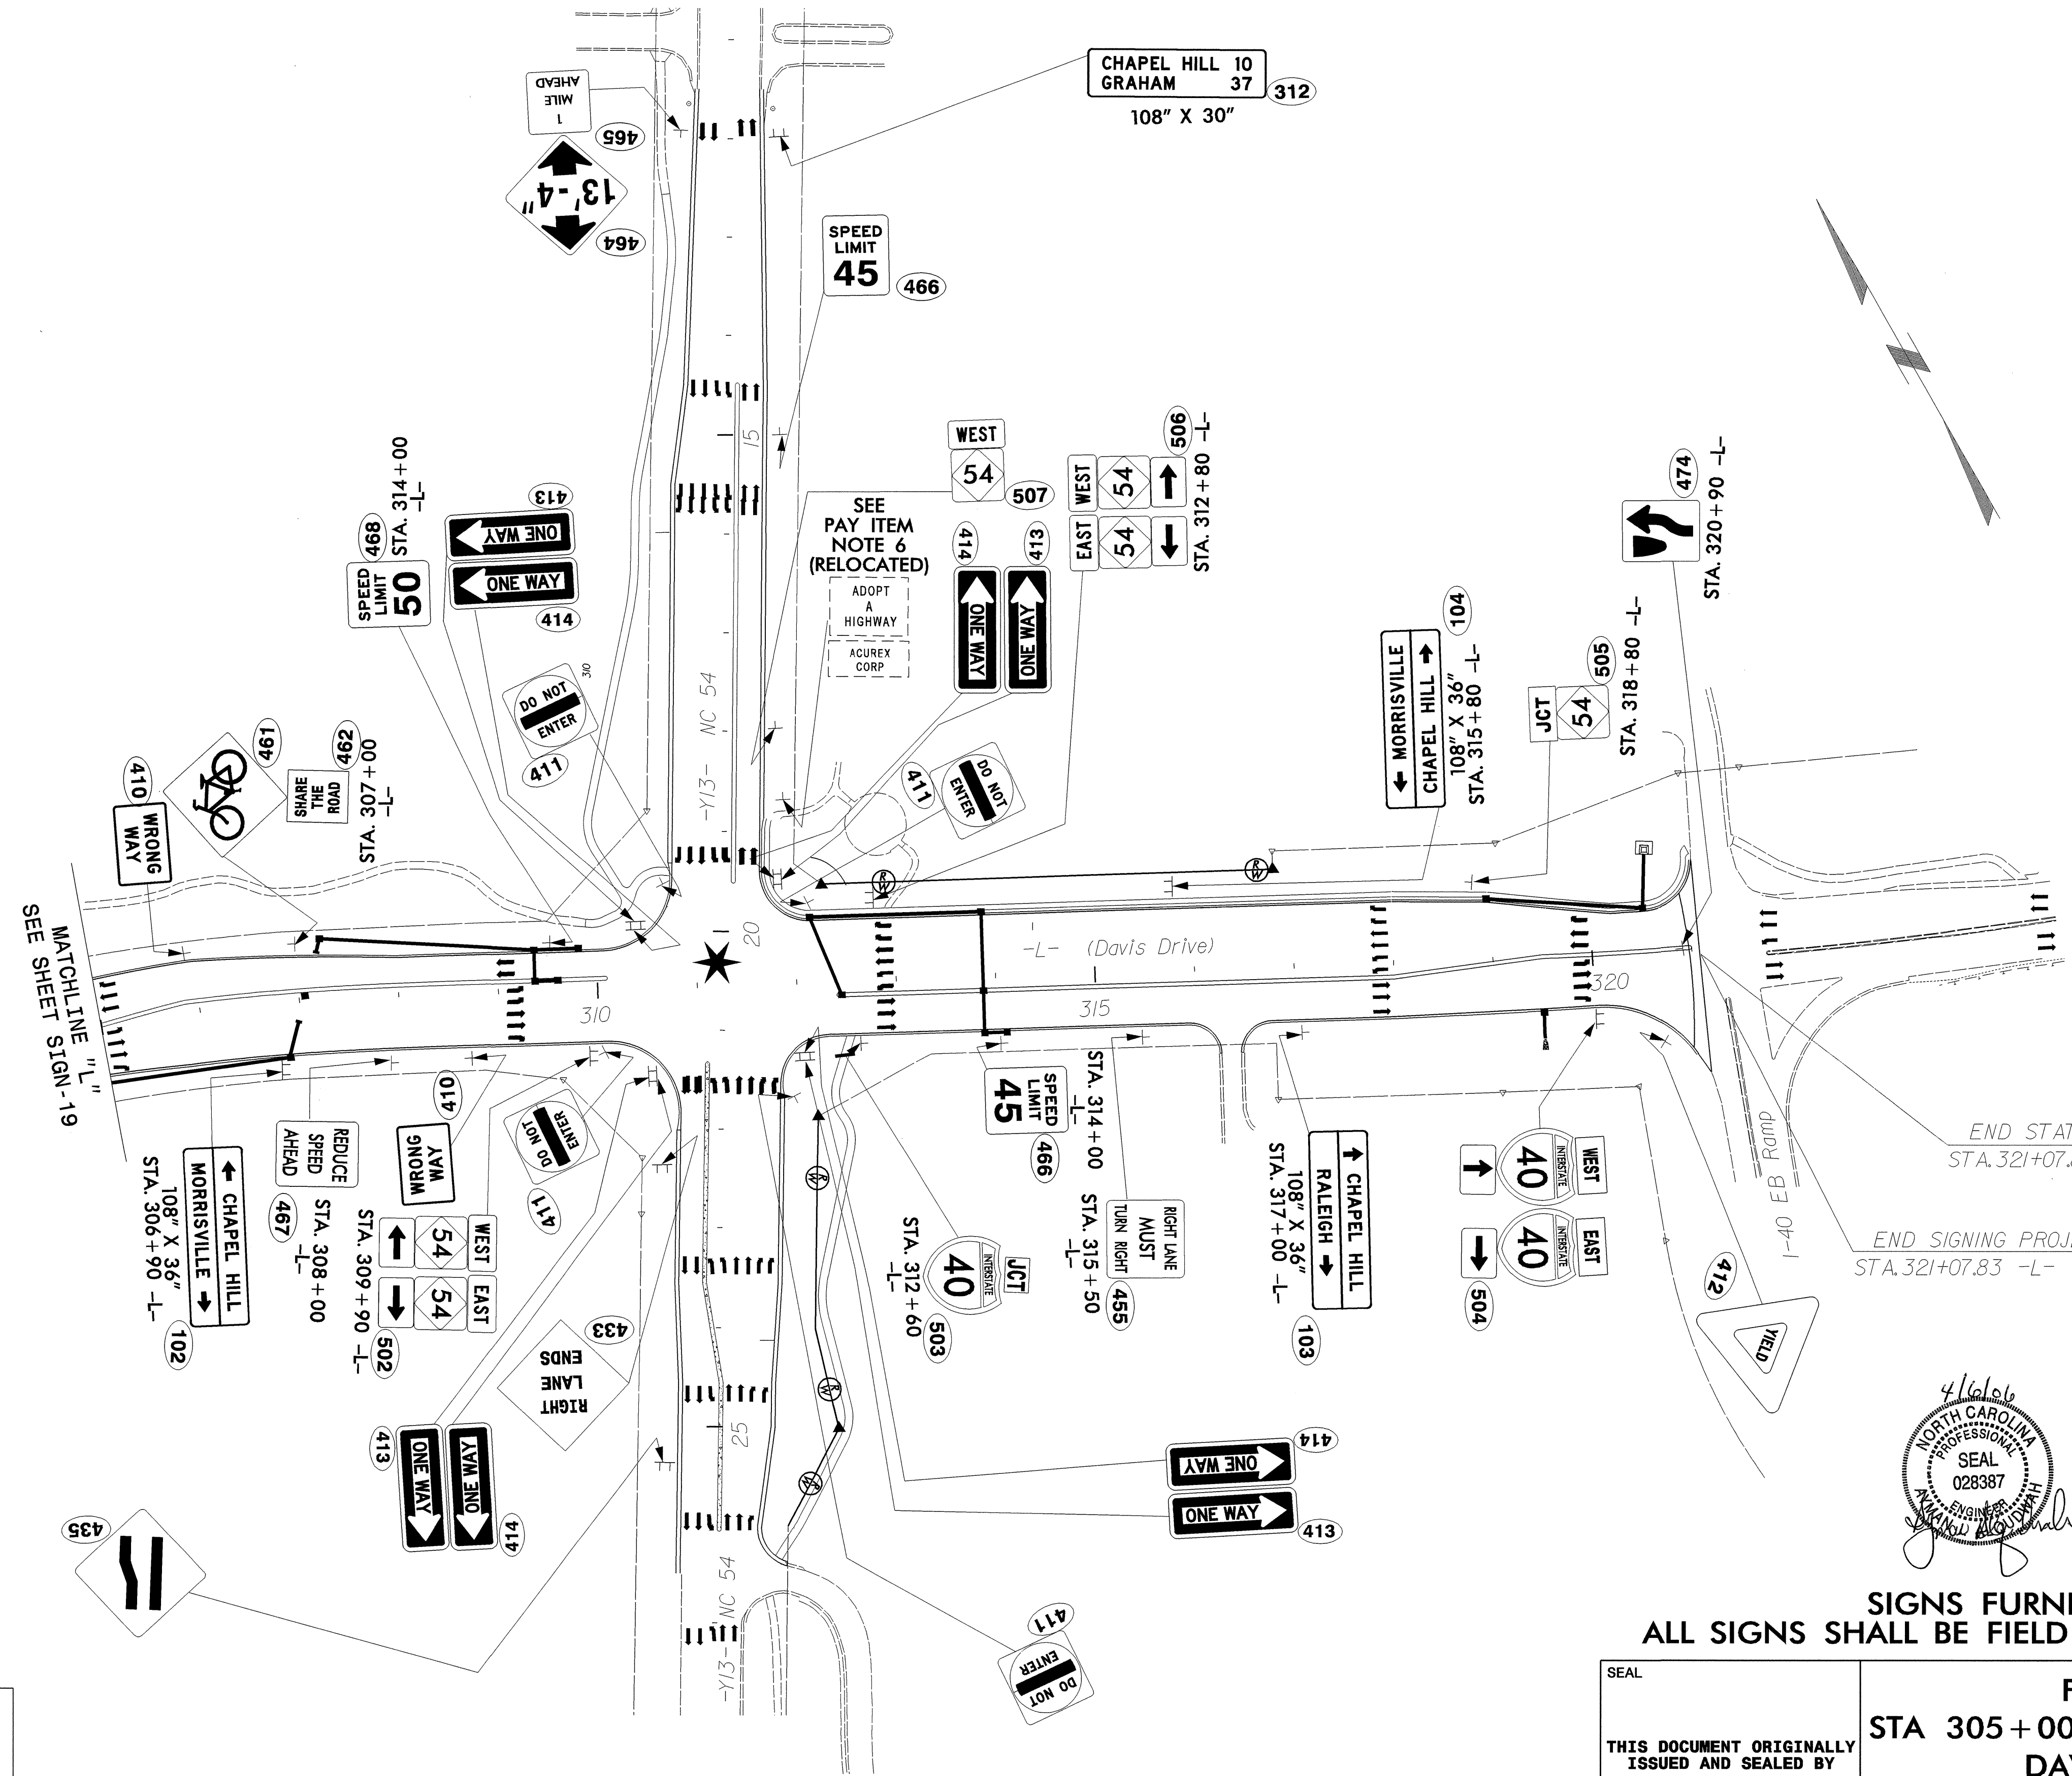 CHAPEL HILL 10
GRAHAM 37
312
108" X 30"
1
MILE
AHEAD
465
13'-4"
464
SPEED
LIMIT
45
466
WEST
54
507
SEE
PAY ITEM
NOTE 6
(RELOCATED)
ADOPT
A
HIGHWAY
ACUREX
CORP
414
ONE WAY
413
ONE WAY
WEST
54
EAST
54
506
STA. 312+80 -L-
474
STA. 320+90 -L-
468
STA. 314+00
-L-
SPEED
LIMIT
50
413
ONE WAY
ONE WAY
414
15
-Y13- NC 54
310
DO NOT
ENTER
411
411
DO NOT
ENTER
104
← MORRISVILLE
CHAPEL HILL →
108" X 36"
STA. 315+80 -L-
505
JCT
54
STA. 318+80 -L-
461
462
SHARE
THE
ROAD
STA. 307+00
-L-
410
WRONG
WAY
MATCHLINE "L"
SEE SHEET SIGN-19
R/W
R/W
20
-L- (Davis Drive)
310
315
320
← CHAPEL HILL
MORRISVILLE →
108" X 36"
STA. 306+90 -L-
102
REDUCE
SPEED
AHEAD
467
STA. 308+00
-L-
410
WRONG
WAY
WEST
54
EAST
54
STA. 309+90 -L-
502
DO NOT
ENTER
411
433
RIGHT
LANE
ENDS
413
ONE WAY
ONE WAY
414
435
25
-Y13- NC 54
R/W
R/W
R/W
JCT
INTERSTATE
40
503
STA. 312+60
-L-
SPEED
LIMIT
45
466
STA. 314+00
-L-
RIGHT LANE
MUST
TURN RIGHT
455
STA. 315+50
-L-
↑ CHAPEL HILL
RALEIGH →
108" X 36"
STA. 317+00 -L-
103
WEST
INTERSTATE
40
EAST
INTERSTATE
40
504
412
YIELD
I-40 EB Ramp
END STAT
STA.321+07.
END SIGNING PROJ
STA.321+07.83 -L-
414
ONE WAY
ONE WAY
413
411
DO NOT
ENTER
4/6/06
NORTH CAROLINA
PROFESSIONAL
SEAL
028387
ENGINEER
SIGNS FURNI
ALL SIGNS SHALL BE FIELD
SEAL
THIS DOCUMENT ORIGINALLY
ISSUED AND SEALED BY
STA 305+00
DA